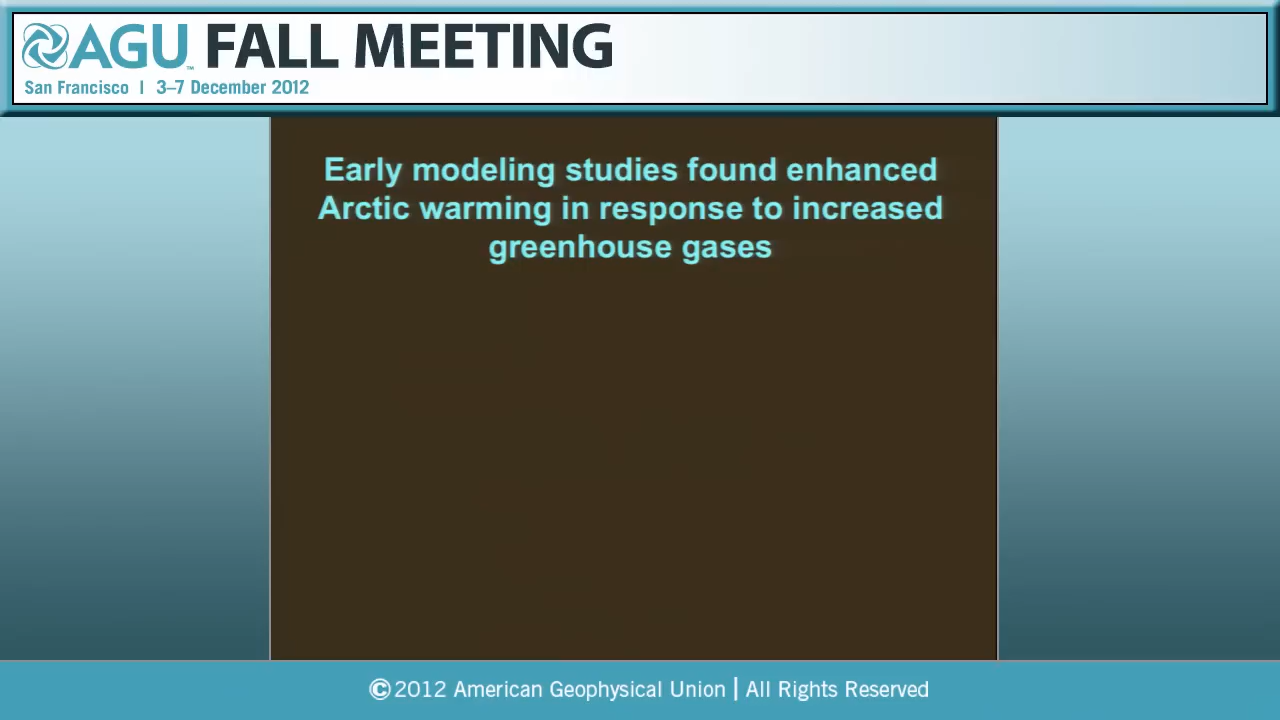 AGU™ FALL MEETING
San Francisco | 3–7 December 2012
Early modeling studies found enhanced
Arctic warming in response to increased
greenhouse gases
©2012 American Geophysical Union | All Rights Reserved